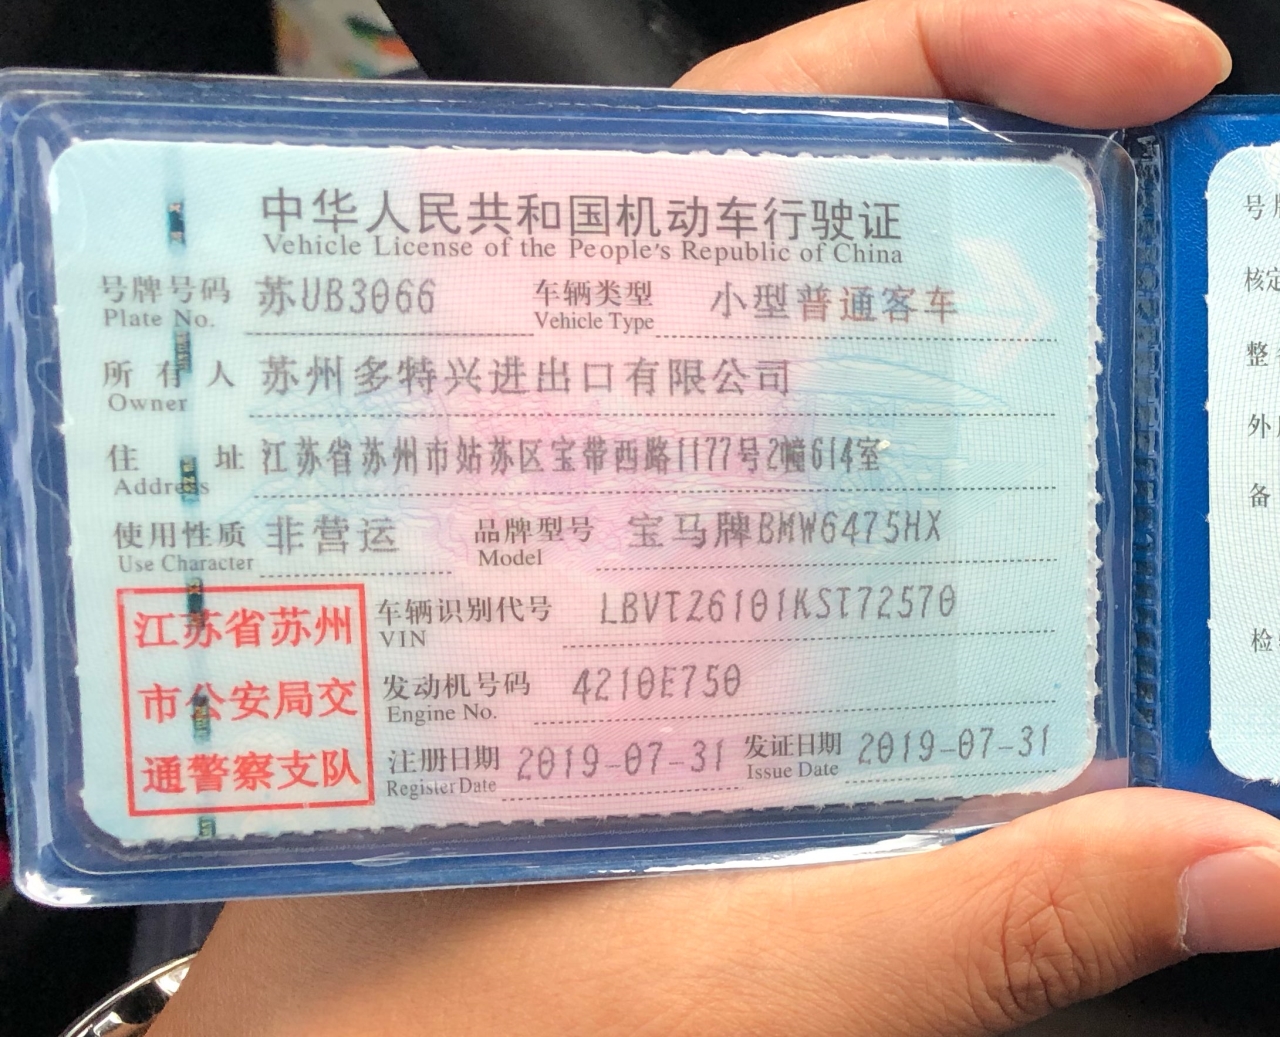 中华人民共和国机动车行驶证
Vehicle License of the People's Republic of China
号牌号码 苏UB3066 车辆类型 小型普通客车
Plate No. Vehicle Type
所有人 苏州多特兴进出口有限公司
Owner
住址 江苏省苏州市姑苏区宝带西路1177号2幢614室
Address
使用性质 非营运 品牌型号 宝马牌BMW6475HX
Use Character Model
江苏省苏州
市公安局交
通警察支队
车辆识别代号 LBVTZ6101KST72570
VIN
发动机号码 4210E750
Engine No.
注册日期 2019-07-31 发证日期 2019-07-31
Register Date Issue Date
号
核定
整
外
备
检